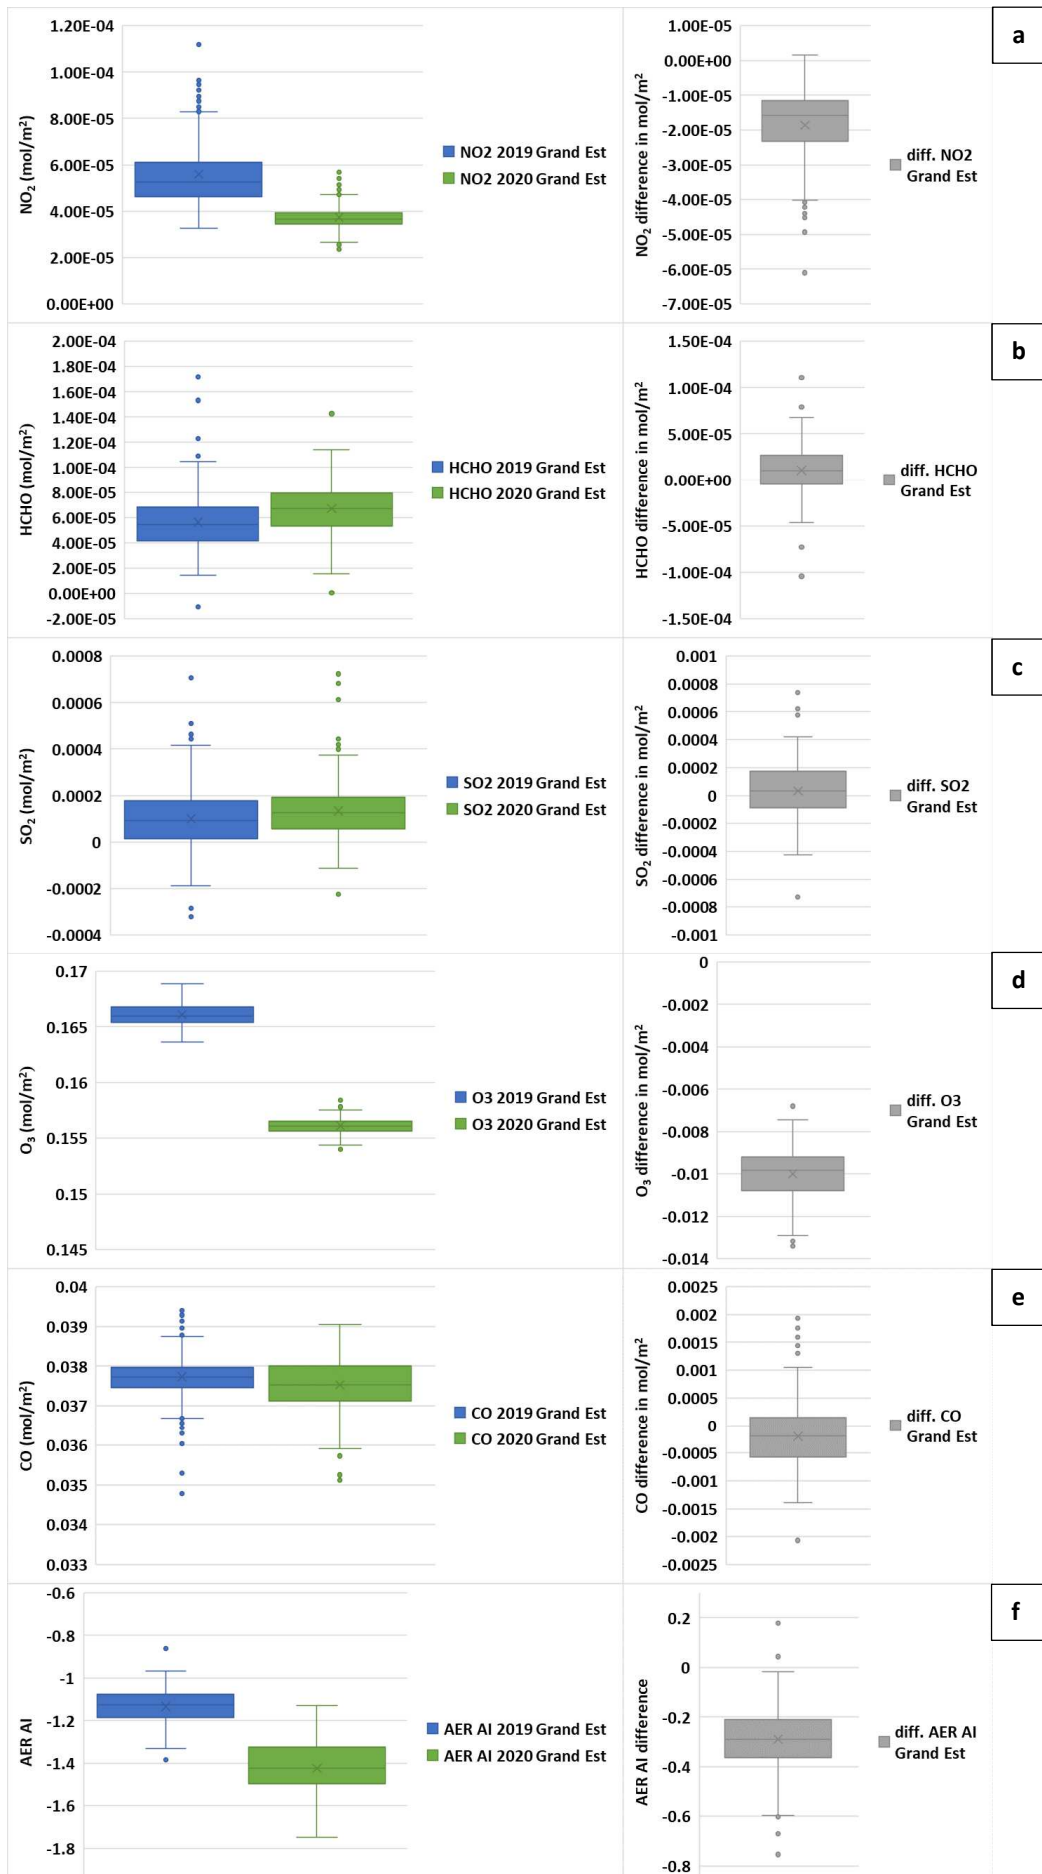 a
1.20E-04
1.00E-04
8.00E-05
6.00E-05
4.00E-05
2.00E-05
0.00E+00
NO₂ (mol/m²)
NO2 2019 Grand Est
NO2 2020 Grand Est
1.00E-05
0.00E+00
-1.00E-05
-2.00E-05
-3.00E-05
-4.00E-05
-5.00E-05
-6.00E-05
-7.00E-05
NO₂ difference in mol/m²
diff. NO2
Grand Est
b
2.00E-04
1.80E-04
1.60E-04
1.40E-04
1.20E-04
1.00E-04
8.00E-05
6.00E-05
4.00E-05
2.00E-05
0.00E+00
-2.00E-05
HCHO (mol/m²)
HCHO 2019 Grand Est
HCHO 2020 Grand Est
1.50E-04
1.00E-04
5.00E-05
0.00E+00
-5.00E-05
-1.00E-04
-1.50E-04
HCHO difference in mol/m²
diff. HCHO
Grand Est
c
0.0008
0.0006
0.0004
0.0002
0
-0.0002
-0.0004
SO₂ (mol/m²)
SO2 2019 Grand Est
SO2 2020 Grand Est
0.001
0.0008
0.0006
0.0004
0.0002
0
-0.0002
-0.0004
-0.0006
-0.0008
-0.001
SO₂ difference in mol/m²
diff. SO2
Grand Est
d
0.17
0.165
0.16
0.155
0.15
0.145
O₃ (mol/m²)
O3 2019 Grand Est
O3 2020 Grand Est
0
-0.002
-0.004
-0.006
-0.008
-0.01
-0.012
-0.014
O₃ difference in mol/m²
diff. O3
Grand Est
e
0.04
0.039
0.038
0.037
0.036
0.035
0.034
0.033
CO (mol/m²)
CO 2019 Grand Est
CO 2020 Grand Est
0.0025
0.002
0.0015
0.001
0.0005
0
-0.0005
-0.001
-0.0015
-0.002
-0.0025
CO difference in mol/m²
diff. CO
Grand Est
f
-0.6
-0.8
-1
-1.2
-1.4
-1.6
-1.8
AER AI
AER AI 2019 Grand Est
AER AI 2020 Grand Est
0.2
0
-0.2
-0.4
-0.6
-0.8
AER AI difference
diff. AER AI
Grand Est